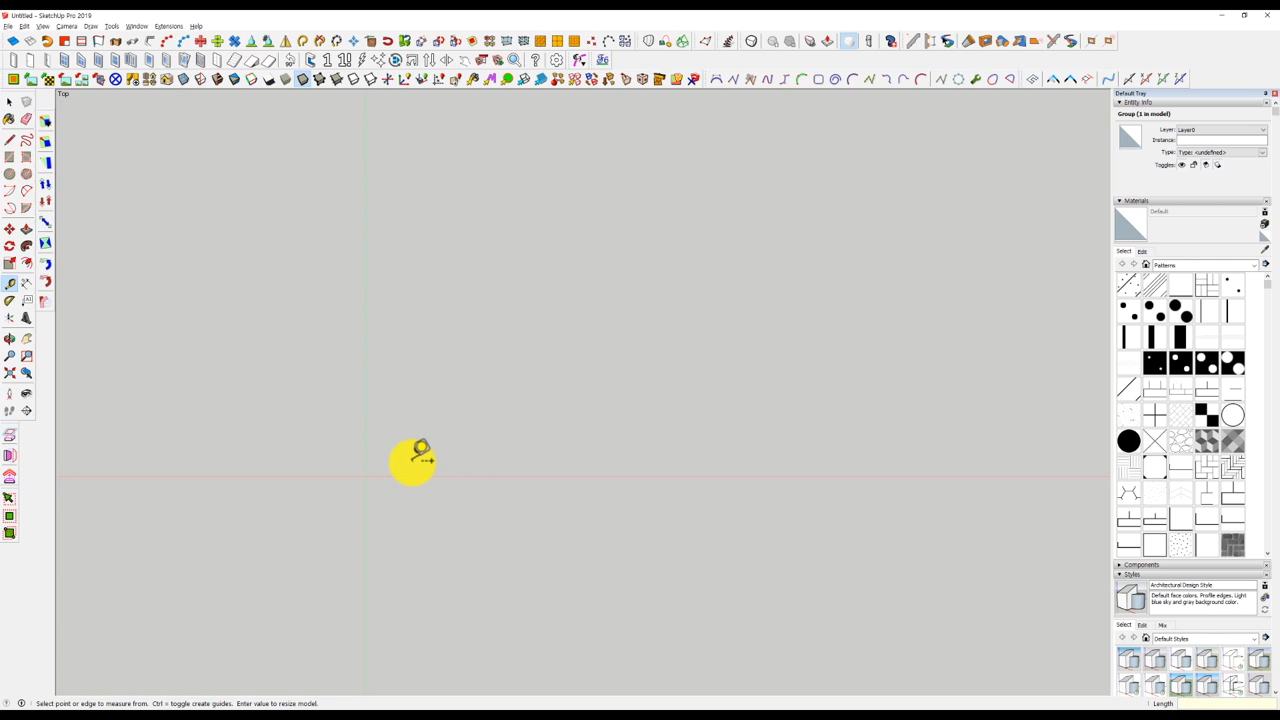 Untitled - SketchUp Pro 2019
File Edit View Camera Draw Tools Window Extensions Help
Top
Default Tray
Entity Info
Group (1 in model)
Layer: Layer0
Instance:
Type: Type: <undefined>
Toggles:
Materials
Default
Select Edit
Patterns
Components
Styles
Architectural Design Style
Default face colors. Profile edges. Light
blue sky and gray background color.
Select Edit Mix
Default Styles
Select point or edge to measure from. Ctrl = toggle create guides. Enter value to resize model.
Length